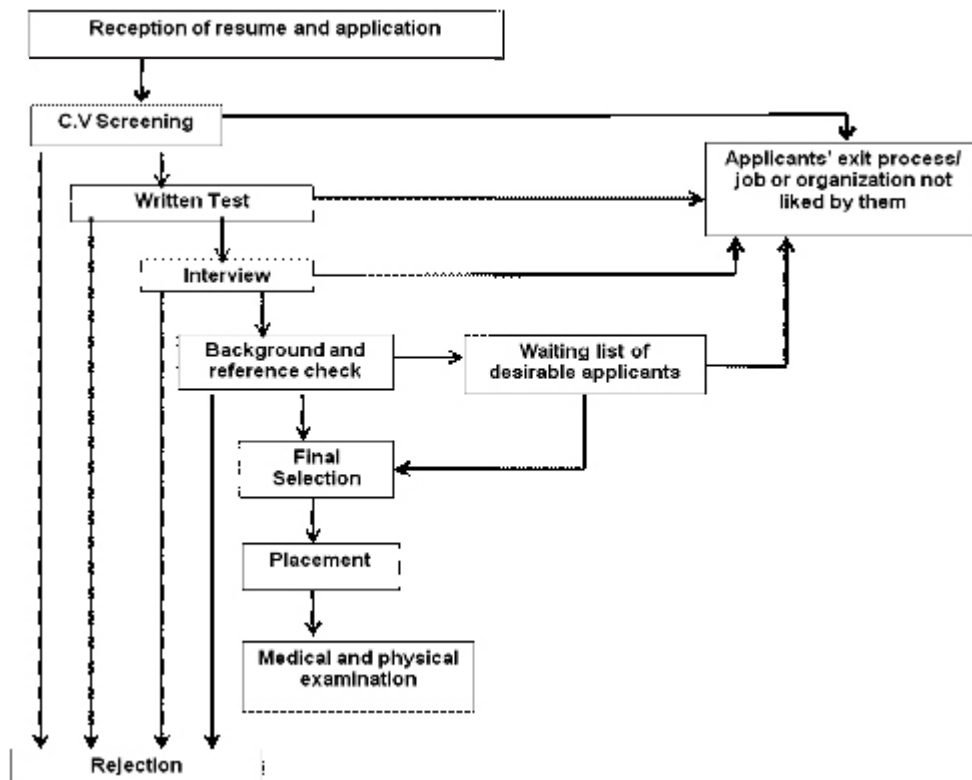 Reception of resume and application
C.V Screening
Applicants' exit process/
job or organization not
liked by them
Written Test
Interview
Background and
reference check
Waiting list of
desirable applicants
Final
Selection
Placement
Medical and physical
examination
Rejection